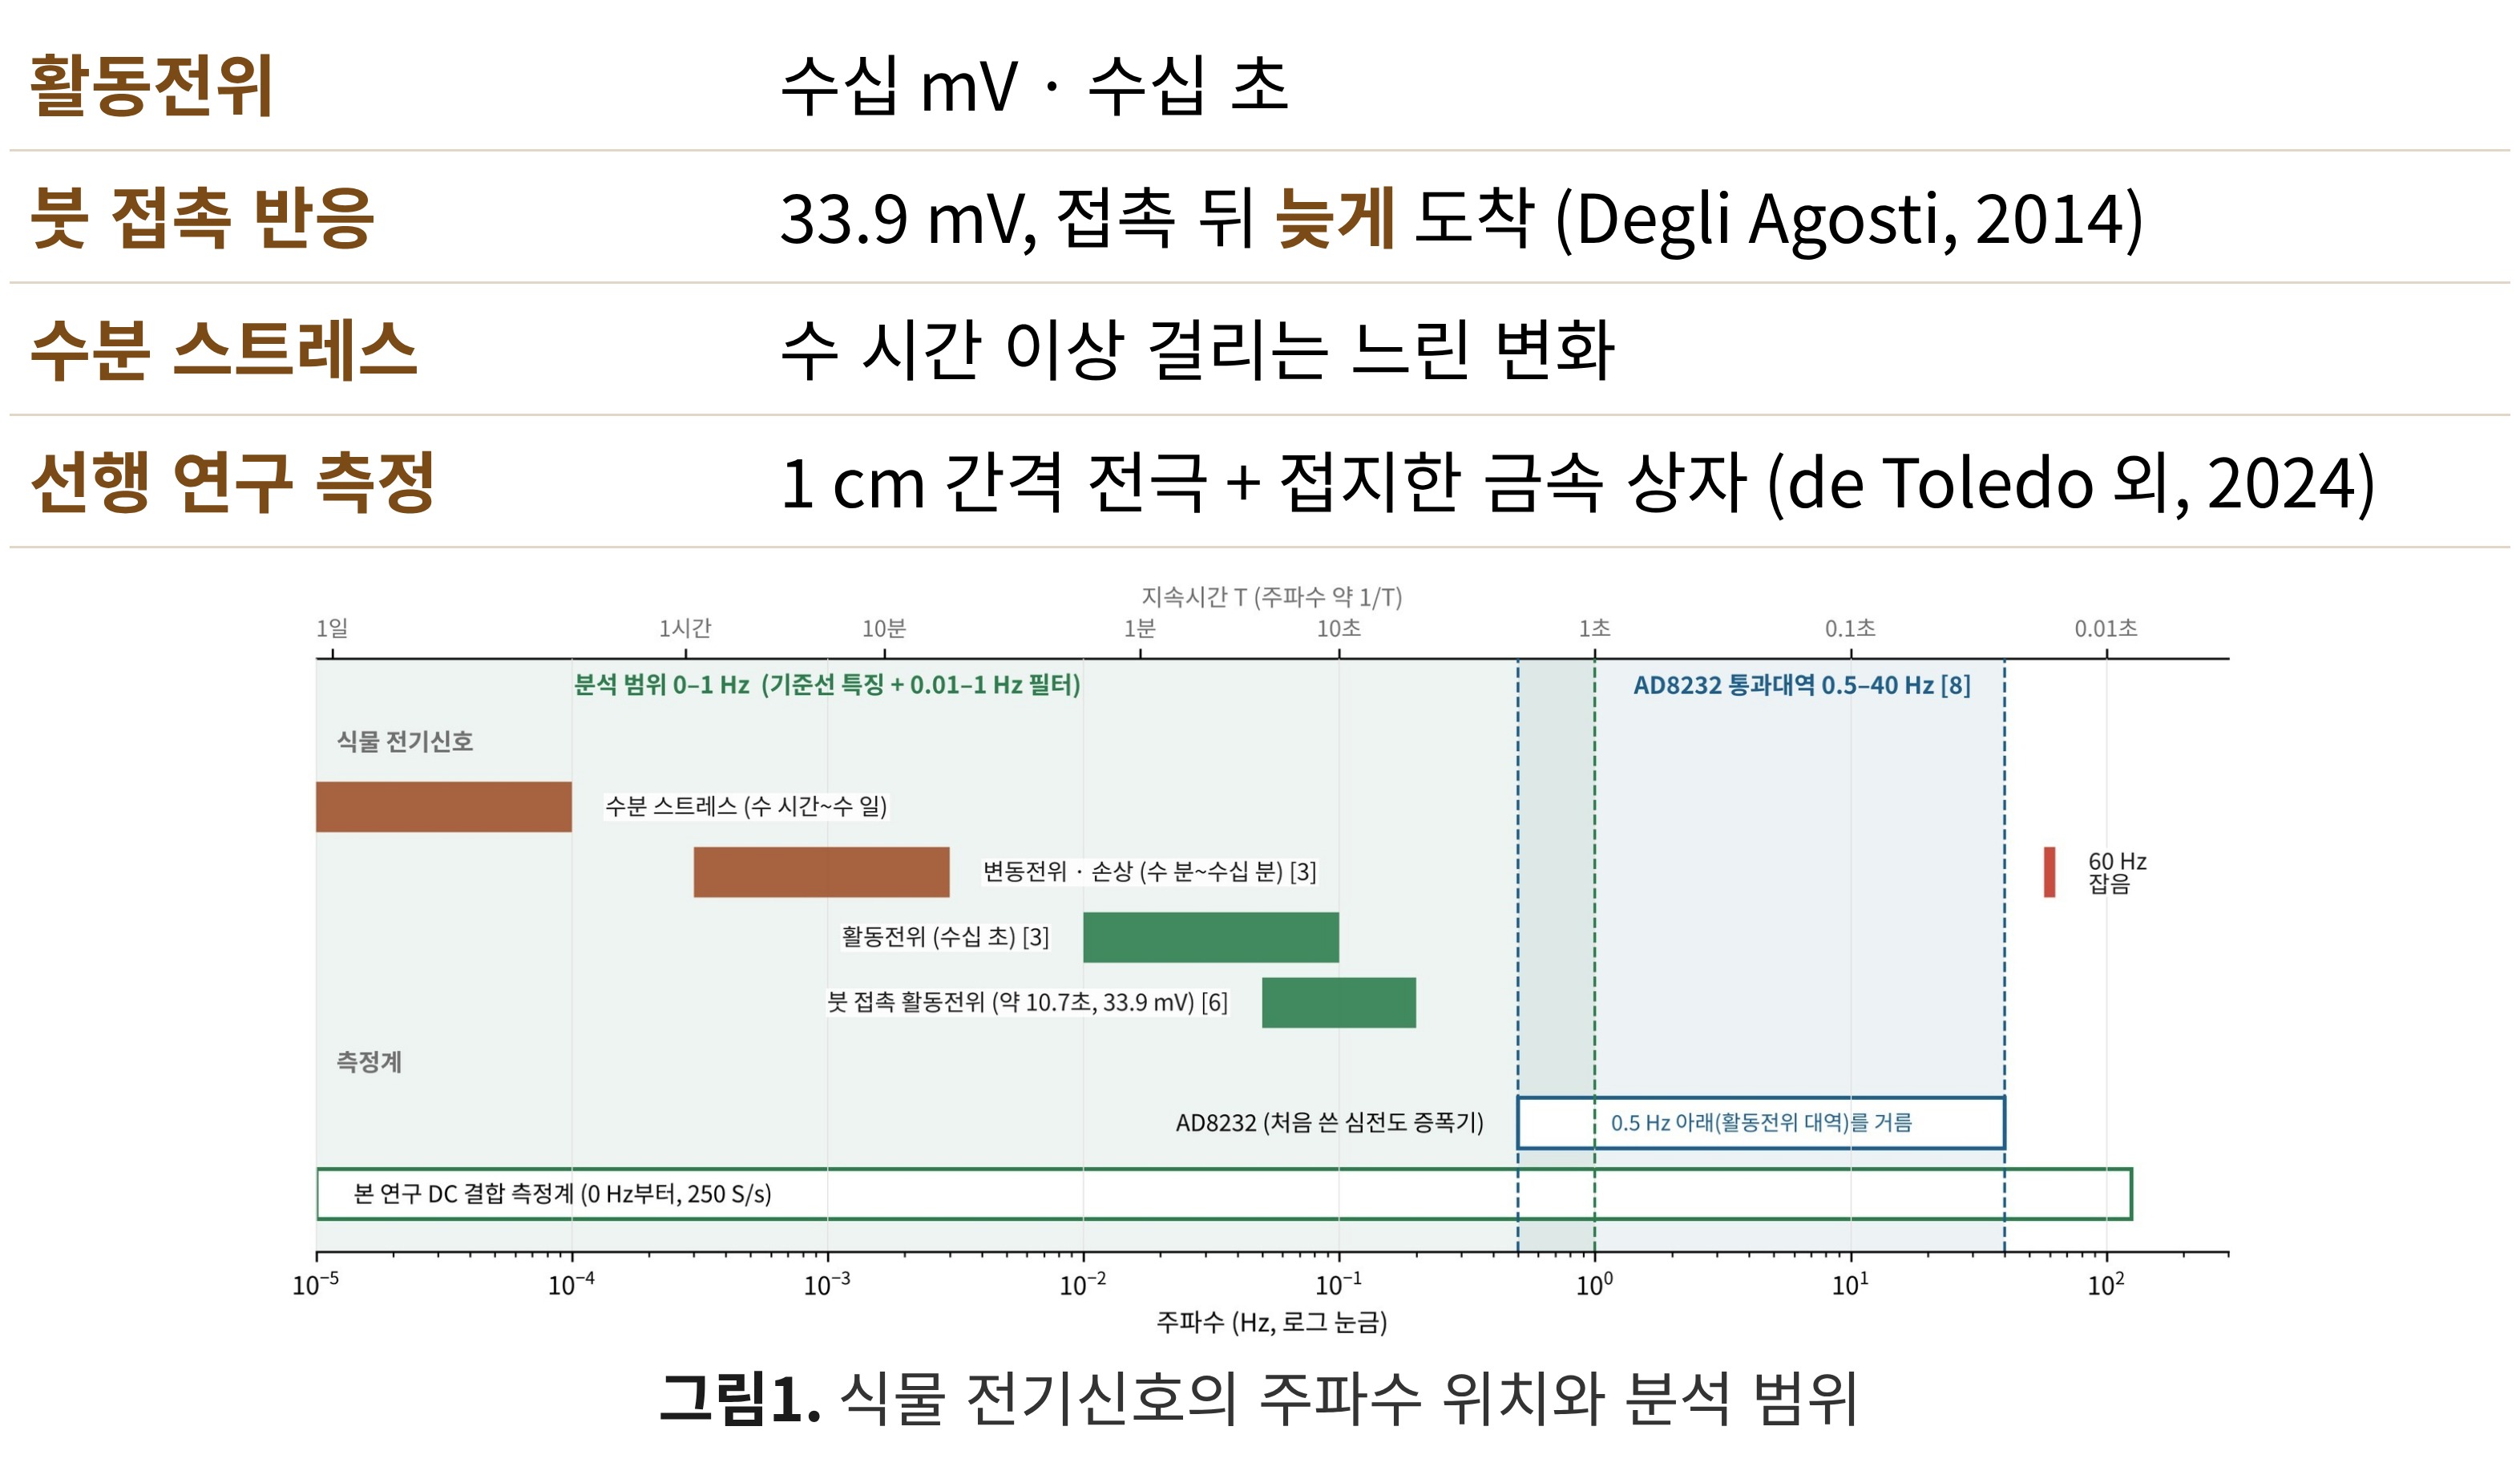 활동전위 수십 mV · 수십 초
붓 접촉 반응 33.9 mV, 접촉 뒤 늦게 도착 (Degli Agosti, 2014)
수분 스트레스 수 시간 이상 걸리는 느린 변화
선행 연구 측정 1 cm 간격 전극 + 접지한 금속 상자 (de Toledo 외, 2024)
지속시간 T (주파수 약 1/T)
1일 1시간 10분 1분 10초 1초 0.1초 0.01초
분석 범위 0–1 Hz (기준선 특징 + 0.01–1 Hz 필터) AD8232 통과대역 0.5–40 Hz [8]
식물 전기신호
수분 스트레스 (수 시간~수 일)
변동전위 · 손상 (수 분~수십 분) [3]
60 Hz
잡음
활동전위 (수십 초) [3]
붓 접촉 활동전위 (약 10.7초, 33.9 mV) [6]
측정계
AD8232 (처음 쓴 심전도 증폭기) 0.5 Hz 아래(활동전위 대역)를 거름
본 연구 DC 결합 측정계 (0 Hz부터, 250 S/s)
10⁻⁵ 10⁻⁴ 10⁻³ 10⁻² 10⁻¹ 10⁰ 10¹ 10²
주파수 (Hz, 로그 눈금)
그림1. 식물 전기신호의 주파수 위치와 분석 범위